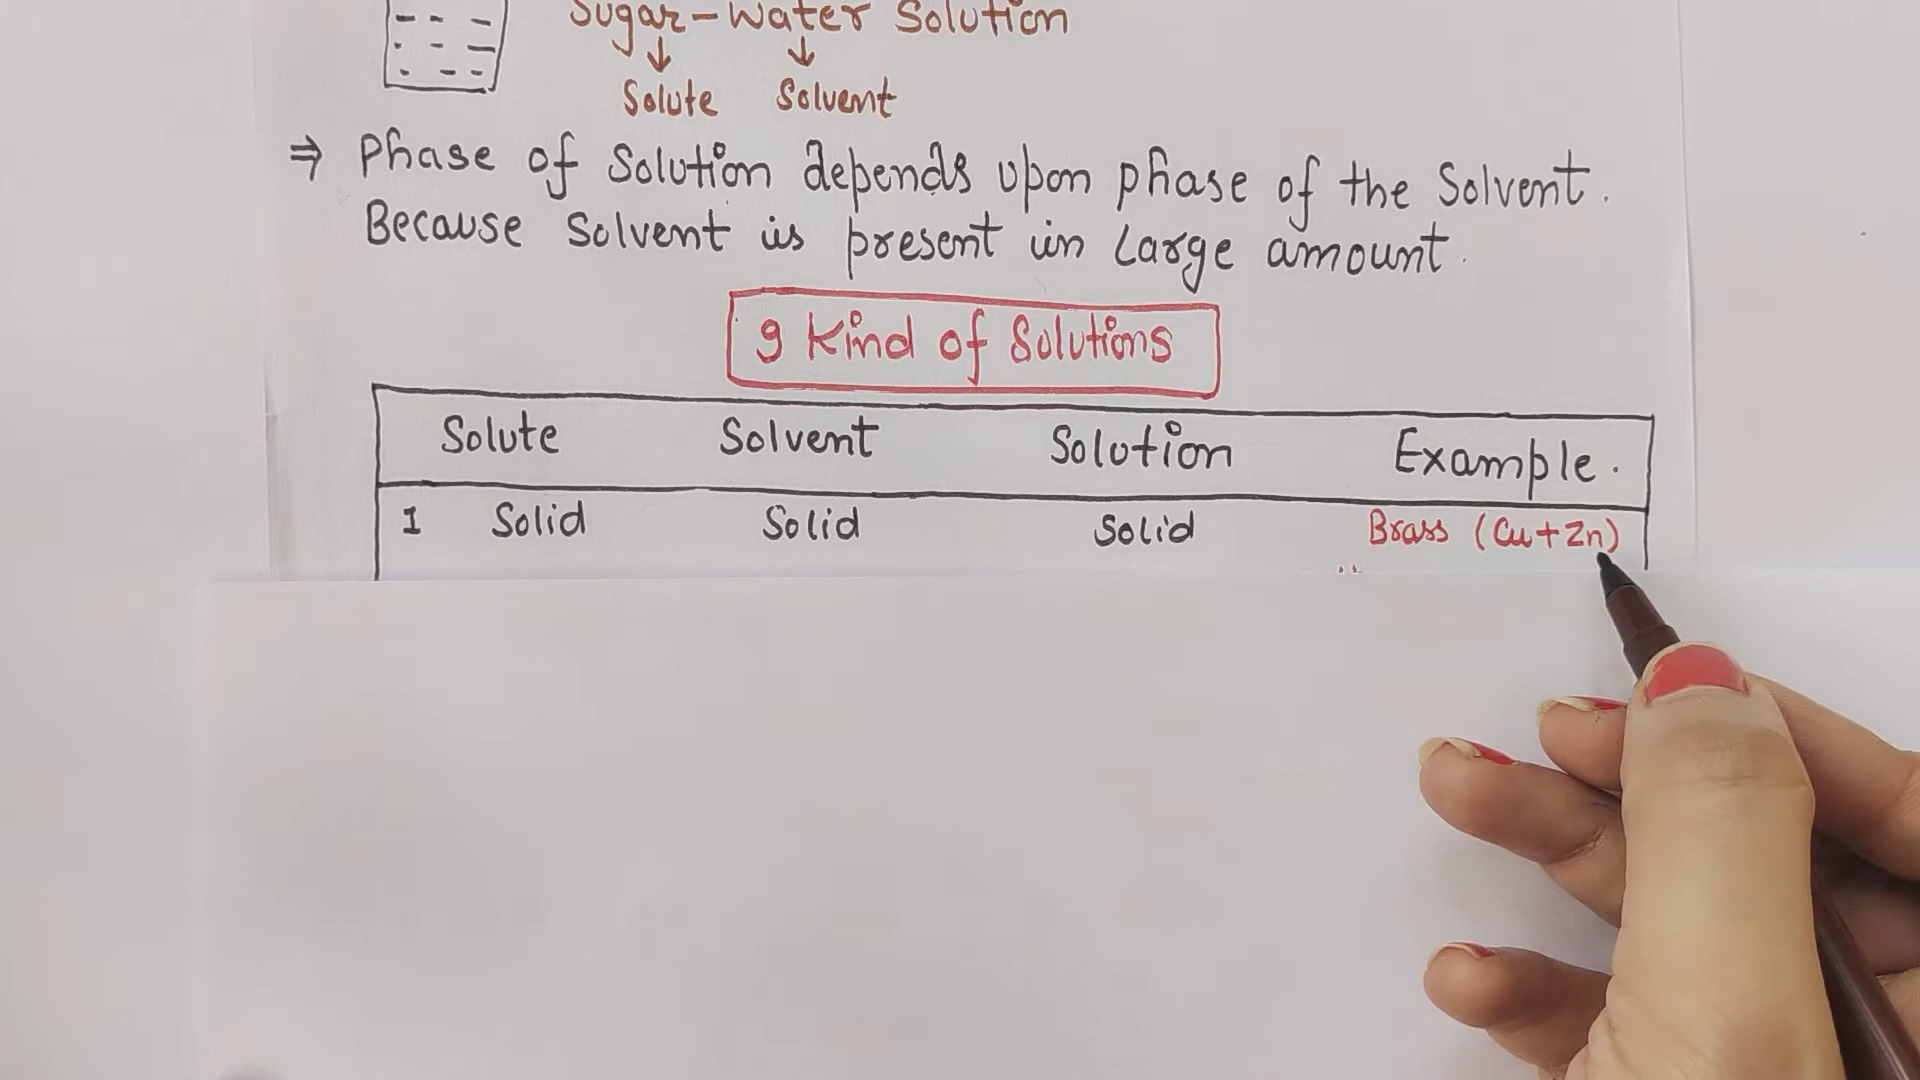 Sugar-Water Solution
Solute Solvent
⇒ Phase of Solution depends upon phase of the Solvent.
Because Solvent is present in Large amount.
9 Kind of Solutions
Solute Solvent Solution Example.
1 Solid Solid Solid Brass (Cu+Zn)